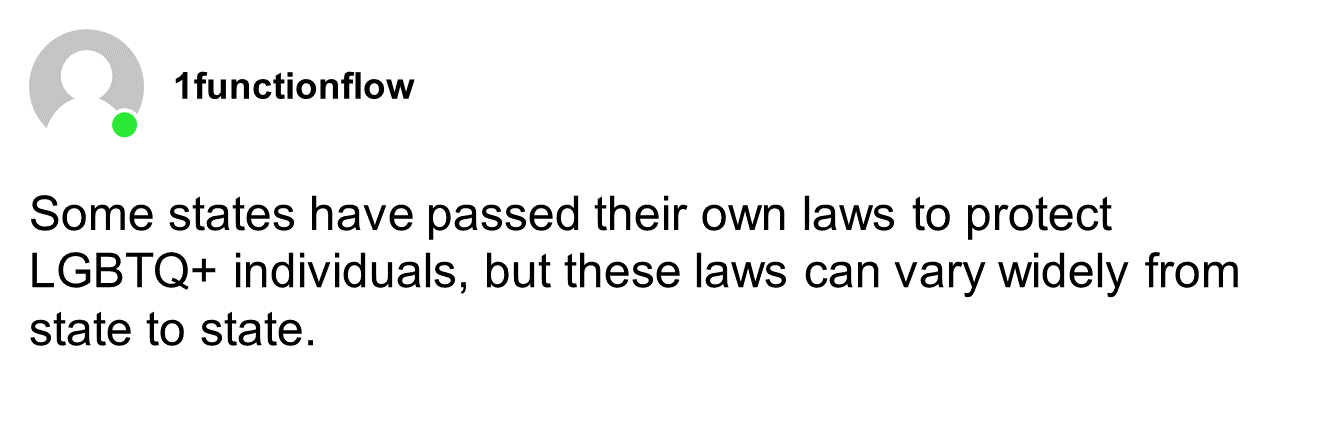 1functionflow
Some states have passed their own laws to protect
LGBTQ+ individuals, but these laws can vary widely from
state to state.